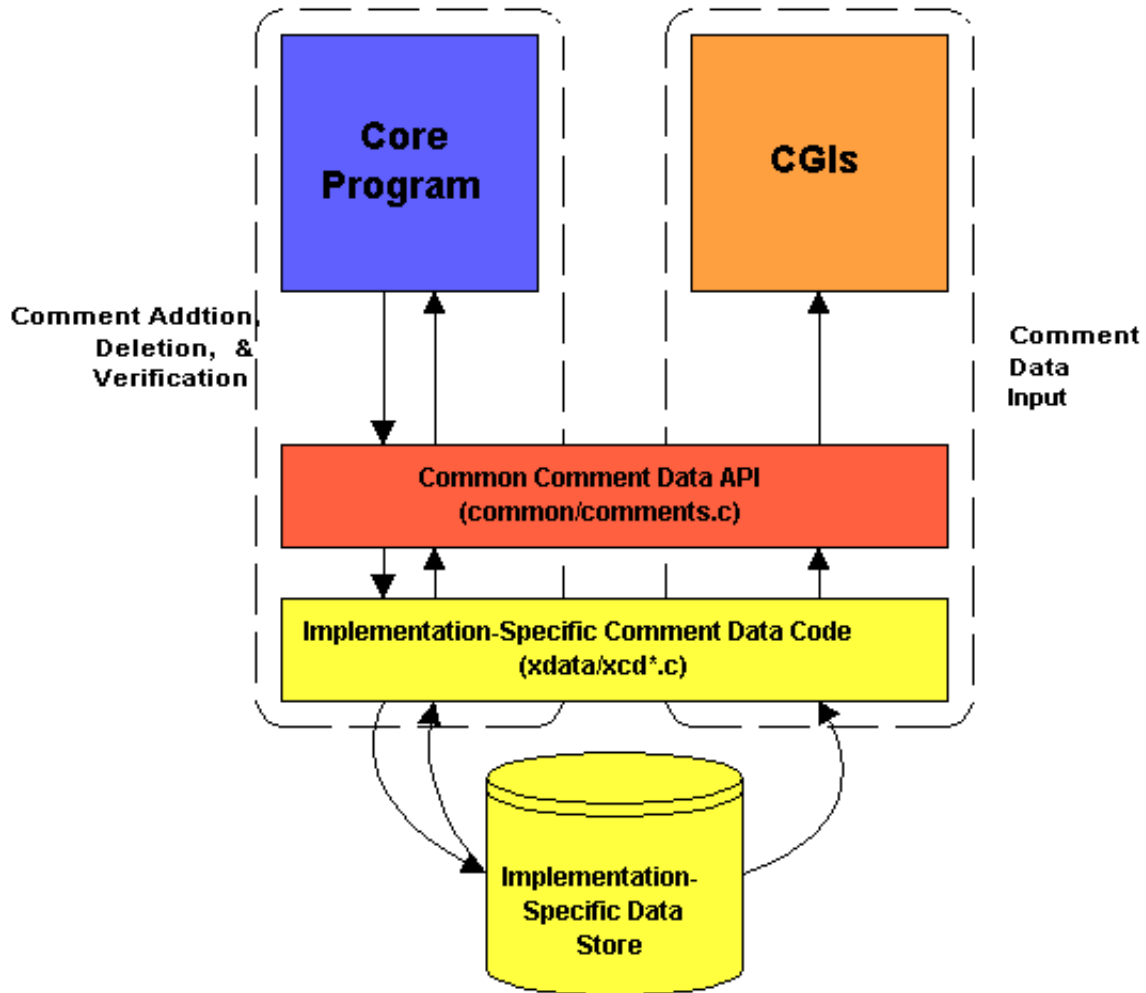 Core
Program
CGIs
Comment Addtion,
Deletion, &
Verification
Comment
Data
Input
Common Comment Data API
(common/comments.c)
Implementation-Specific Comment Data Code
(xdata/xcd*.c)
Implementation-
Specific Data
Store